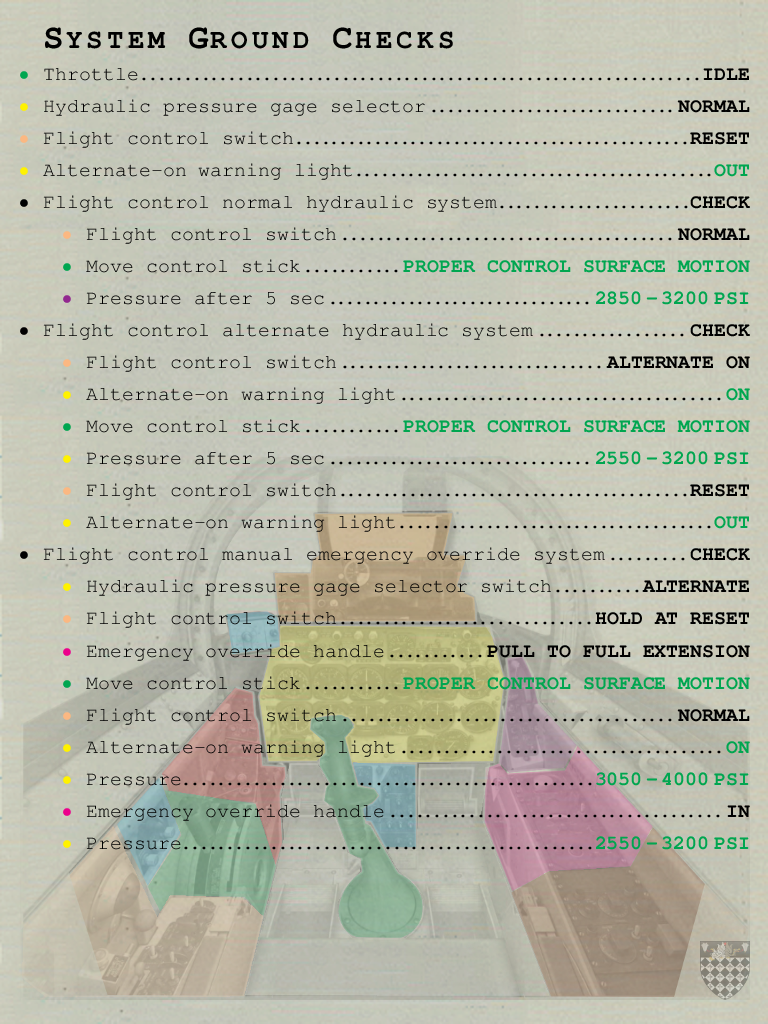 System Ground Checks
• Throttle................................................................IDLE
• Hydraulic pressure gage selector............................NORMAL
• Flight control switch.............................................RESET
• Alternate-on warning light.........................................OUT
• Flight control normal hydraulic system......................CHECK
• Flight control switch......................................NORMAL
• Move control stick...........PROPER CONTROL SURFACE MOTION
• Pressure after 5 sec..............................2850–3200 PSI
• Flight control alternate hydraulic system.................CHECK
• Flight control switch..............................ALTERNATE ON
• Alternate-on warning light.....................................ON
• Move control stick...........PROPER CONTROL SURFACE MOTION
• Pressure after 5 sec..............................2550–3200 PSI
• Flight control switch........................................RESET
• Alternate-on warning light....................................OUT
• Flight control manual emergency override system.........CHECK
• Hydraulic pressure gage selector switch..........ALTERNATE
• Flight control switch.............................HOLD AT RESET
• Emergency override handle...........PULL TO FULL EXTENSION
• Move control stick...........PROPER CONTROL SURFACE MOTION
• Flight control switch......................................NORMAL
• Alternate-on warning light.....................................ON
• Pressure...............................................3050–4000 PSI
• Emergency override handle......................................IN
• Pressure...............................................2550–3200 PSI